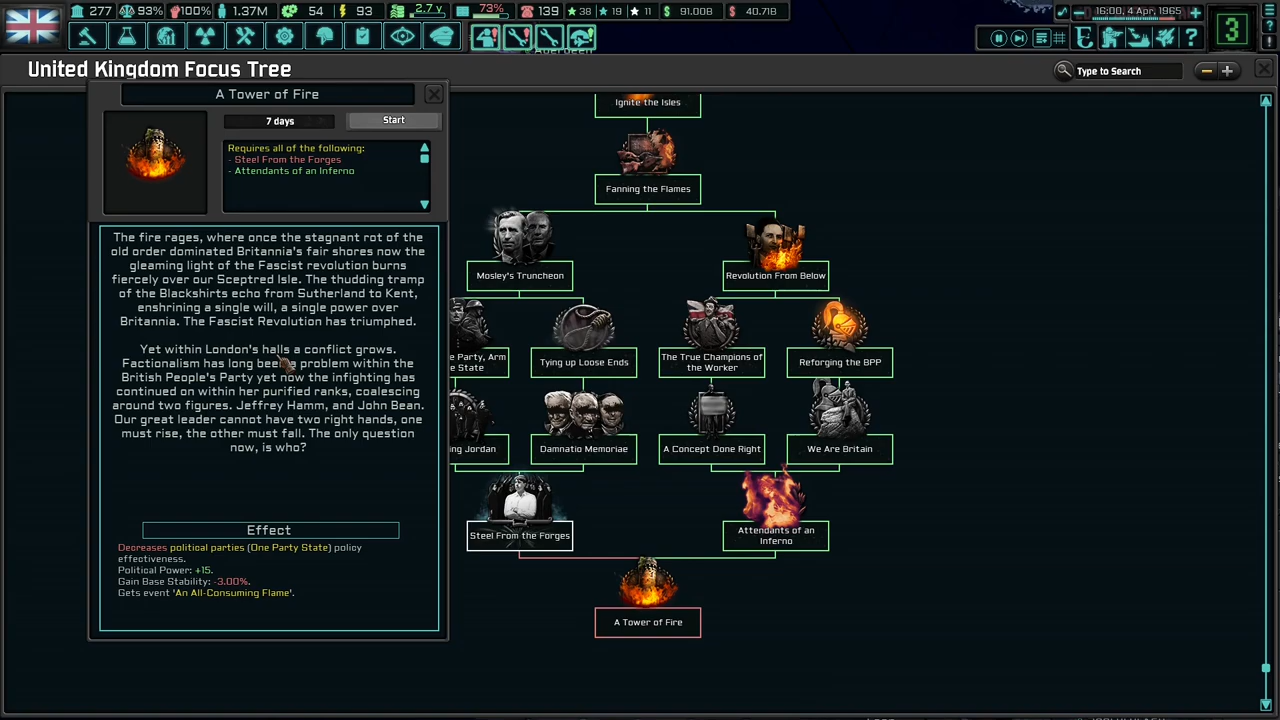 277 93% 100% 1.37M 54 93 2.7 v 73% 139 38 19 11 $ 91.00B $ 40.71B
16:00, 4 Apr, 1965
3
Aberdeen
United Kingdom Focus Tree
Type to Search
A Tower of Fire
7 days
Start
Requires all of the following:
- Steel From the Forges
- Attendants of an Inferno
The fire rages, where once the stagnant rot of the
old order dominated Britannia's fair shores now the
gleaming light of the Fascist revolution burns
fiercely over our Sceptred Isle. The thudding tramp
of the Blackshirts echo from Sutherland to Kent,
enshrining a single will, a single power over
Britannia. The Fascist Revolution has triumphed.
Yet within London's halls a conflict grows.
Factionalism has long been a problem within the
British People's Party yet now the infighting has
continued on within her purified ranks, coalescing
around two figures. Jeffrey Hamm, and John Bean.
Our great leader cannot have two right hands, one
must rise, the other must fall. The only question
now, is who?
Effect
Decreases political parties (One Party State) policy
effectiveness.
Political Power: +15.
Gain Base Stability: -3.00%.
Gets event 'An All-Consuming Flame'.
Ignite the Isles
Fanning the Flames
Mosley's Truncheon
Revolution From Below
e Party, Arm
e State
Tying up Loose Ends
The True Champions of
the Worker
Reforging the BPP
ng Jordan
Damnatio Memoriae
A Concept Done Right
We Are Britain
Steel From the Forges
Attendants of an
Inferno
A Tower of Fire